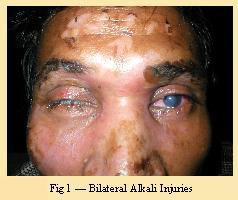 Fig 1 — Bilateral Alkali Injuries